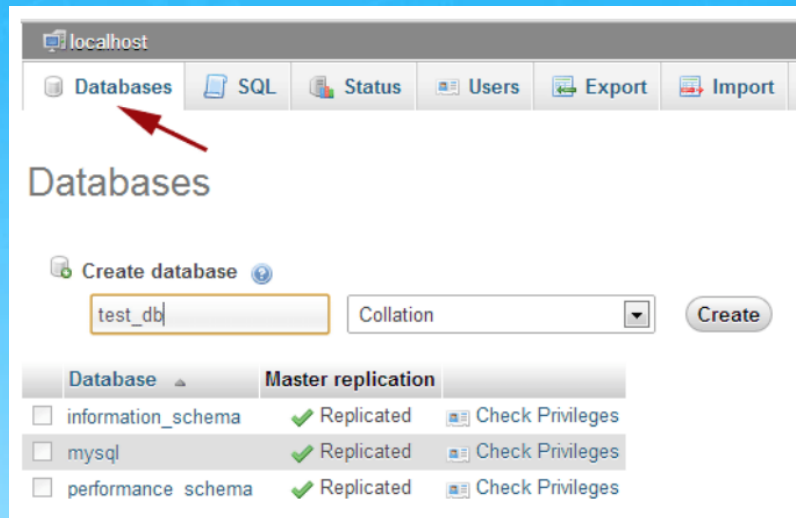 localhost
Databases SQL Status Users Export Import
Databases
Create database
test_db Collation Create
Database Master replication
information_schema Replicated Check Privileges
mysql Replicated Check Privileges
performance_schema Replicated Check Privileges